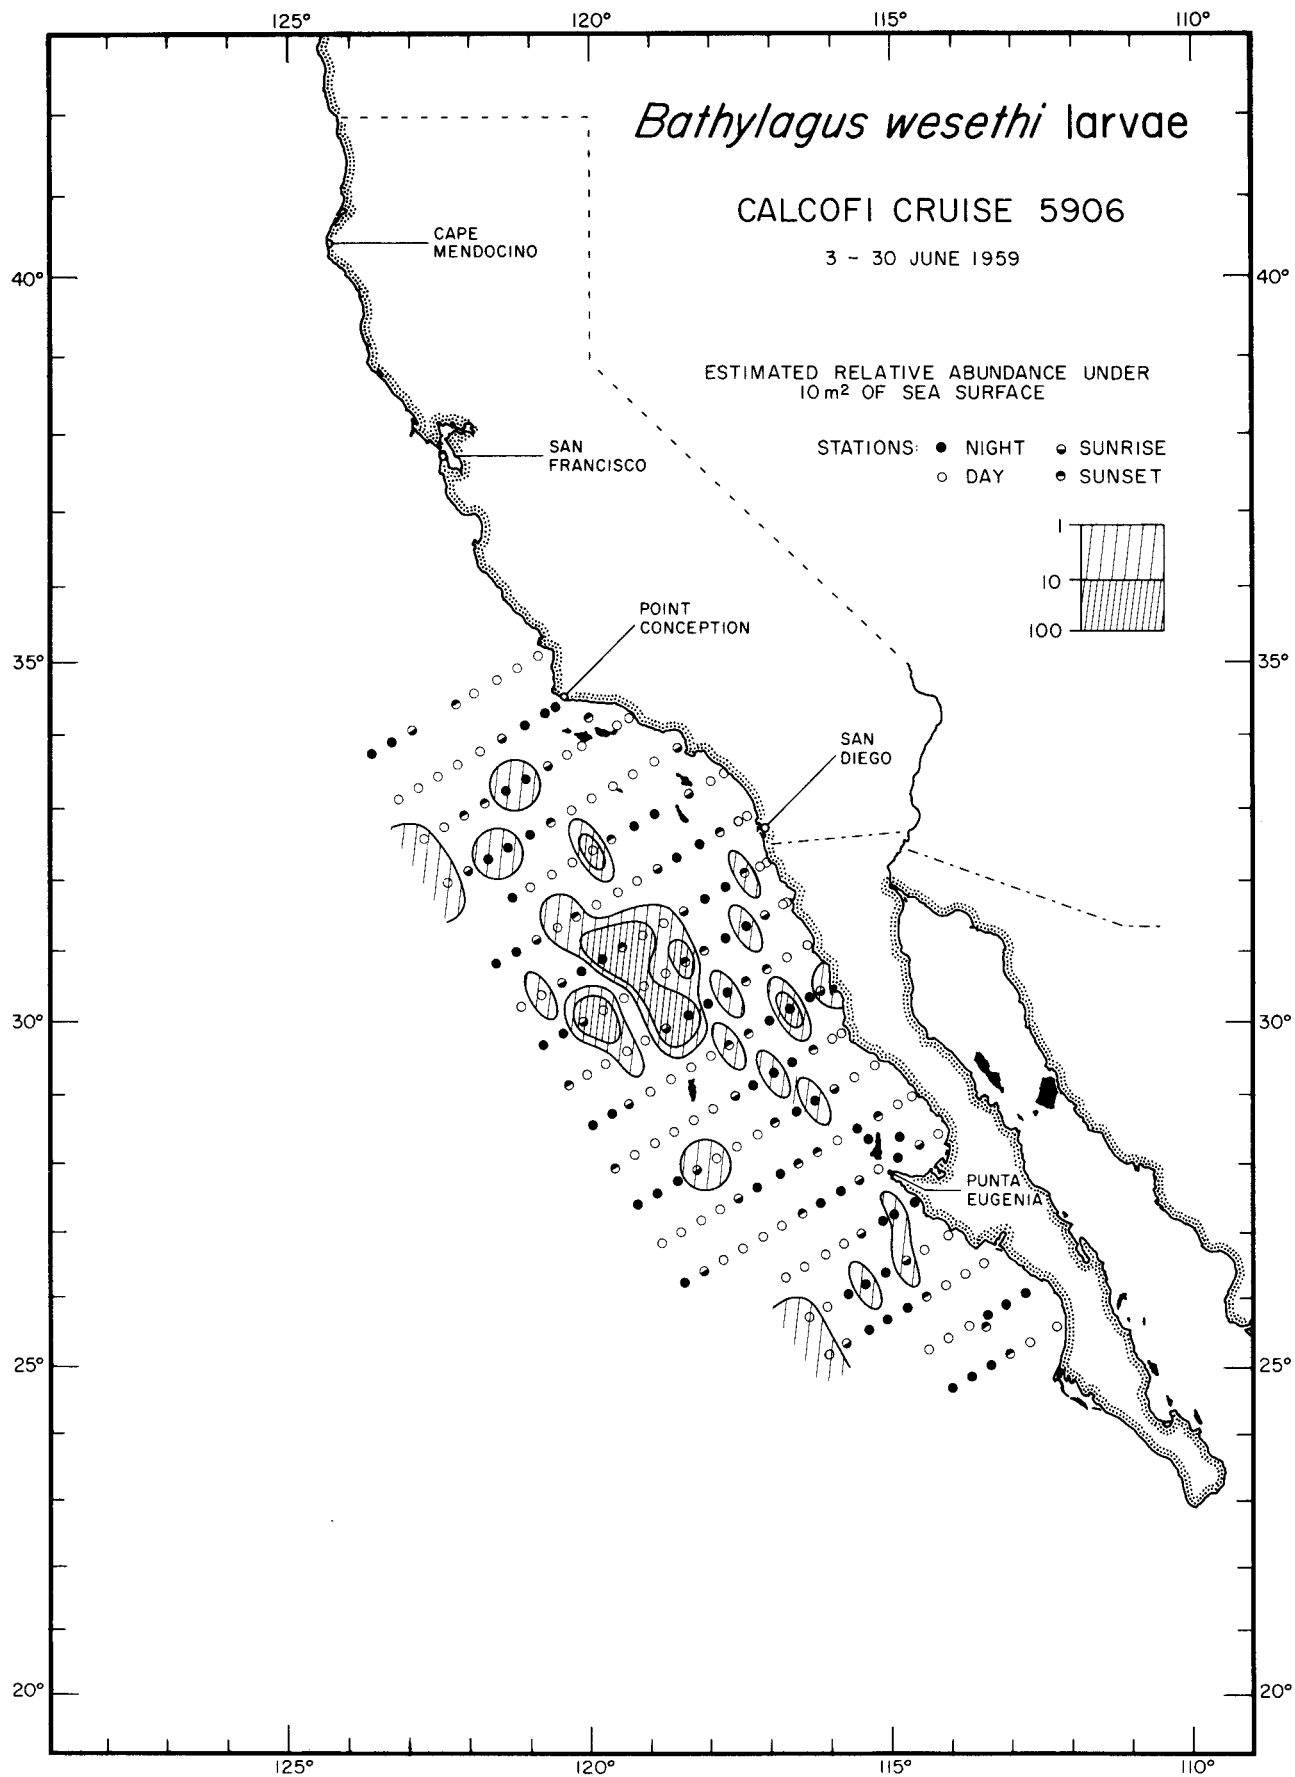 125° 120° 115° 110°
Bathylagus wesethi larvae
CALCOFI CRUISE 5906
3 - 30 JUNE 1959
CAPE
MENDOCINO
40° 40°
ESTIMATED RELATIVE ABUNDANCE UNDER
10m² OF SEA SURFACE
STATIONS: NIGHT SUNRISE
DAY SUNSET
SAN
FRANCISCO
1
10
100
POINT
CONCEPTION
35° 35°
SAN
DIEGO
30° 30°
PUNTA
EUGENIA
25° 25°
20° 20°
125° 120° 115° 110°